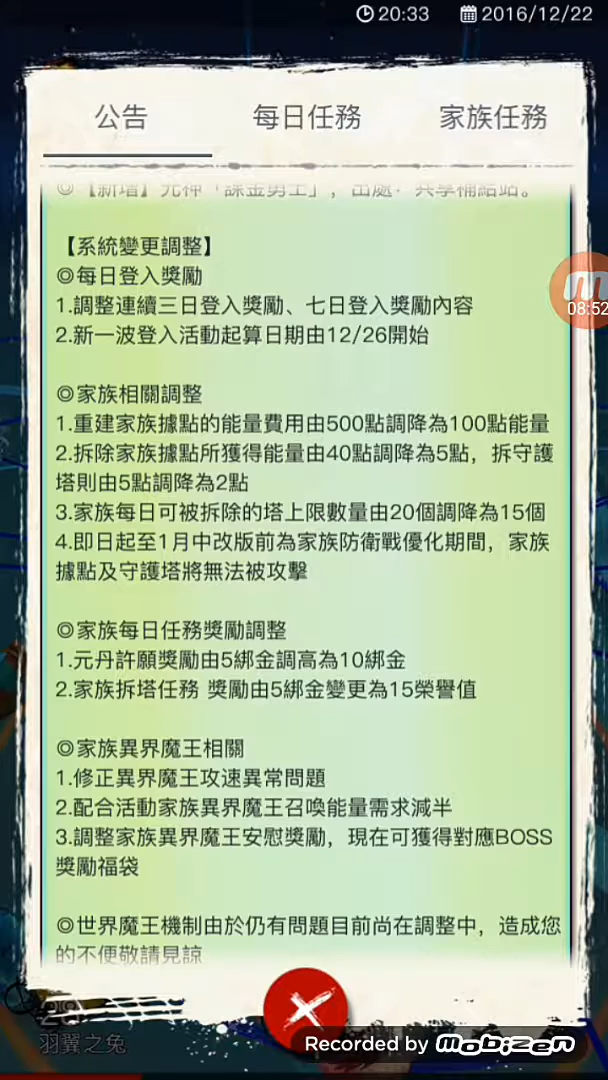 20:33 2016/12/22
公告 每日任務 家族任務
◎【新增】元神「課金勇士」，出處：共享補給站。
【系統變更調整】
◎每日登入獎勵
1.調整連續三日登入獎勵、七日登入獎勵內容
2.新一波登入活動起算日期由12/26開始
◎家族相關調整
1.重建家族據點的能量費用由500點調降為100點能量
2.拆除家族據點所獲得能量由40點調降為5點，拆守護
塔則由5點調降為2點
3.家族每日可被拆除的塔上限數量由20個調降為15個
4.即日起至1月中改版前為家族防衛戰優化期間，家族
據點及守護塔將無法被攻擊
◎家族每日任務獎勵調整
1.元丹許願獎勵由5綁金調高為10綁金
2.家族拆塔任務 獎勵由5綁金變更為15榮譽值
◎家族異界魔王相關
1.修正異界魔王攻速異常問題
2.配合活動家族異界魔王召喚能量需求減半
3.調整家族異界魔王安慰獎勵，現在可獲得對應BOSS
獎勵福袋
◎世界魔王機制由於仍有問題目前尚在調整中，造成您
的不便敬請見諒
08:52
羽翼之兔
Recorded by mobizen